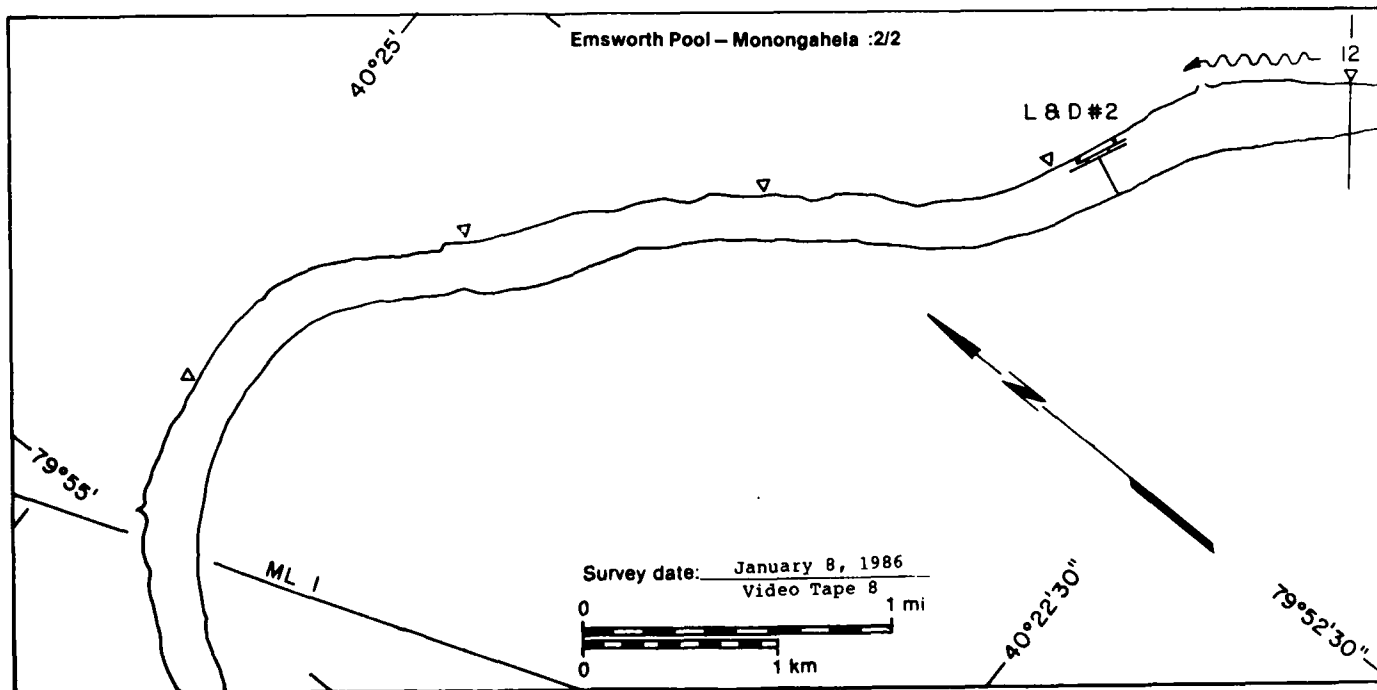 Emsworth Pool – Monongahela :2/2
40°25'
12
L & D #2
79°55'
ML 1
Survey date: January 8, 1986
Video Tape 8
0 1 mi
0 1 km
40°22'30"
79°52'30"